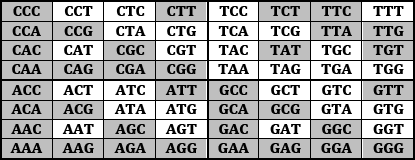 CCC CCT CTC CTT TCC TCT TTC TTT
CCA CCG CTA CTG TCA TCG TTA TTG
CAC CAT CGC CGT TAC TAT TGC TGT
CAA CAG CGA CGG TAA TAG TGA TGG
ACC ACT ATC ATT GCC GCT GTC GTT
ACA ACG ATA ATG GCA GCG GTA GTG
AAC AAT AGC AGT GAC GAT GGC GGT
AAA AAG AGA AGG GAA GAG GGA GGG